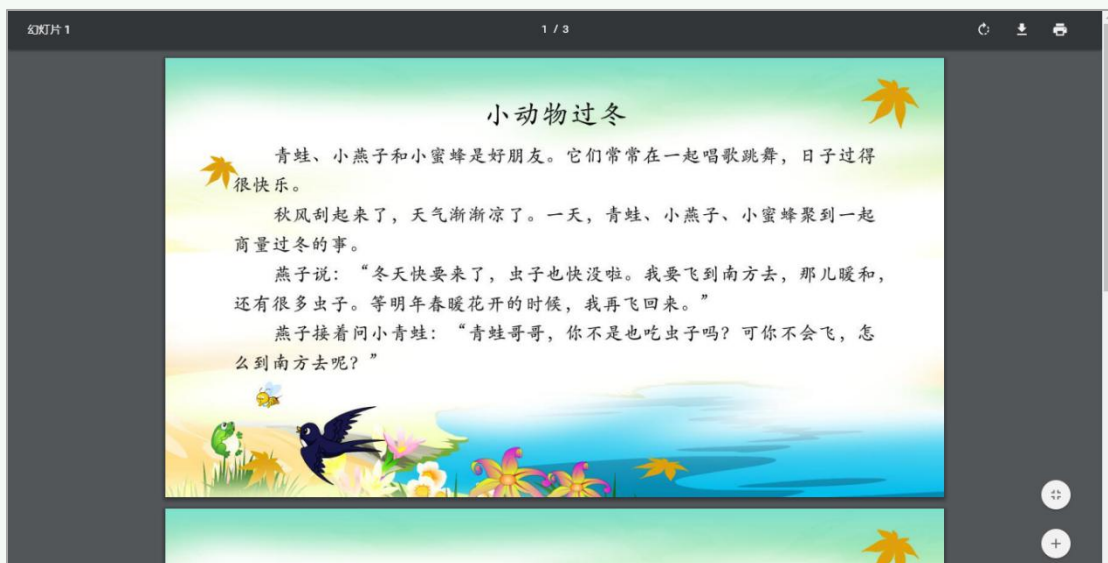 幻灯片 1
1 / 3
小动物过冬
青蛙、小燕子和小蜜蜂是好朋友。它们常常在一起唱歌跳舞，日子过得
很快乐。
秋风刮起来了，天气渐渐凉了。一天，青蛙、小燕子、小蜜蜂聚到一起
商量过冬的事。
燕子说：“冬天快要来了，虫子也快没啦。我要飞到南方去，那儿暖和，
还有很多虫子。等明年春暖花开的时候，我再飞回来。”
燕子接着问小青蛙：“青蛙哥哥，你不是也吃虫子吗？可你不会飞，怎
么到南方去呢？”